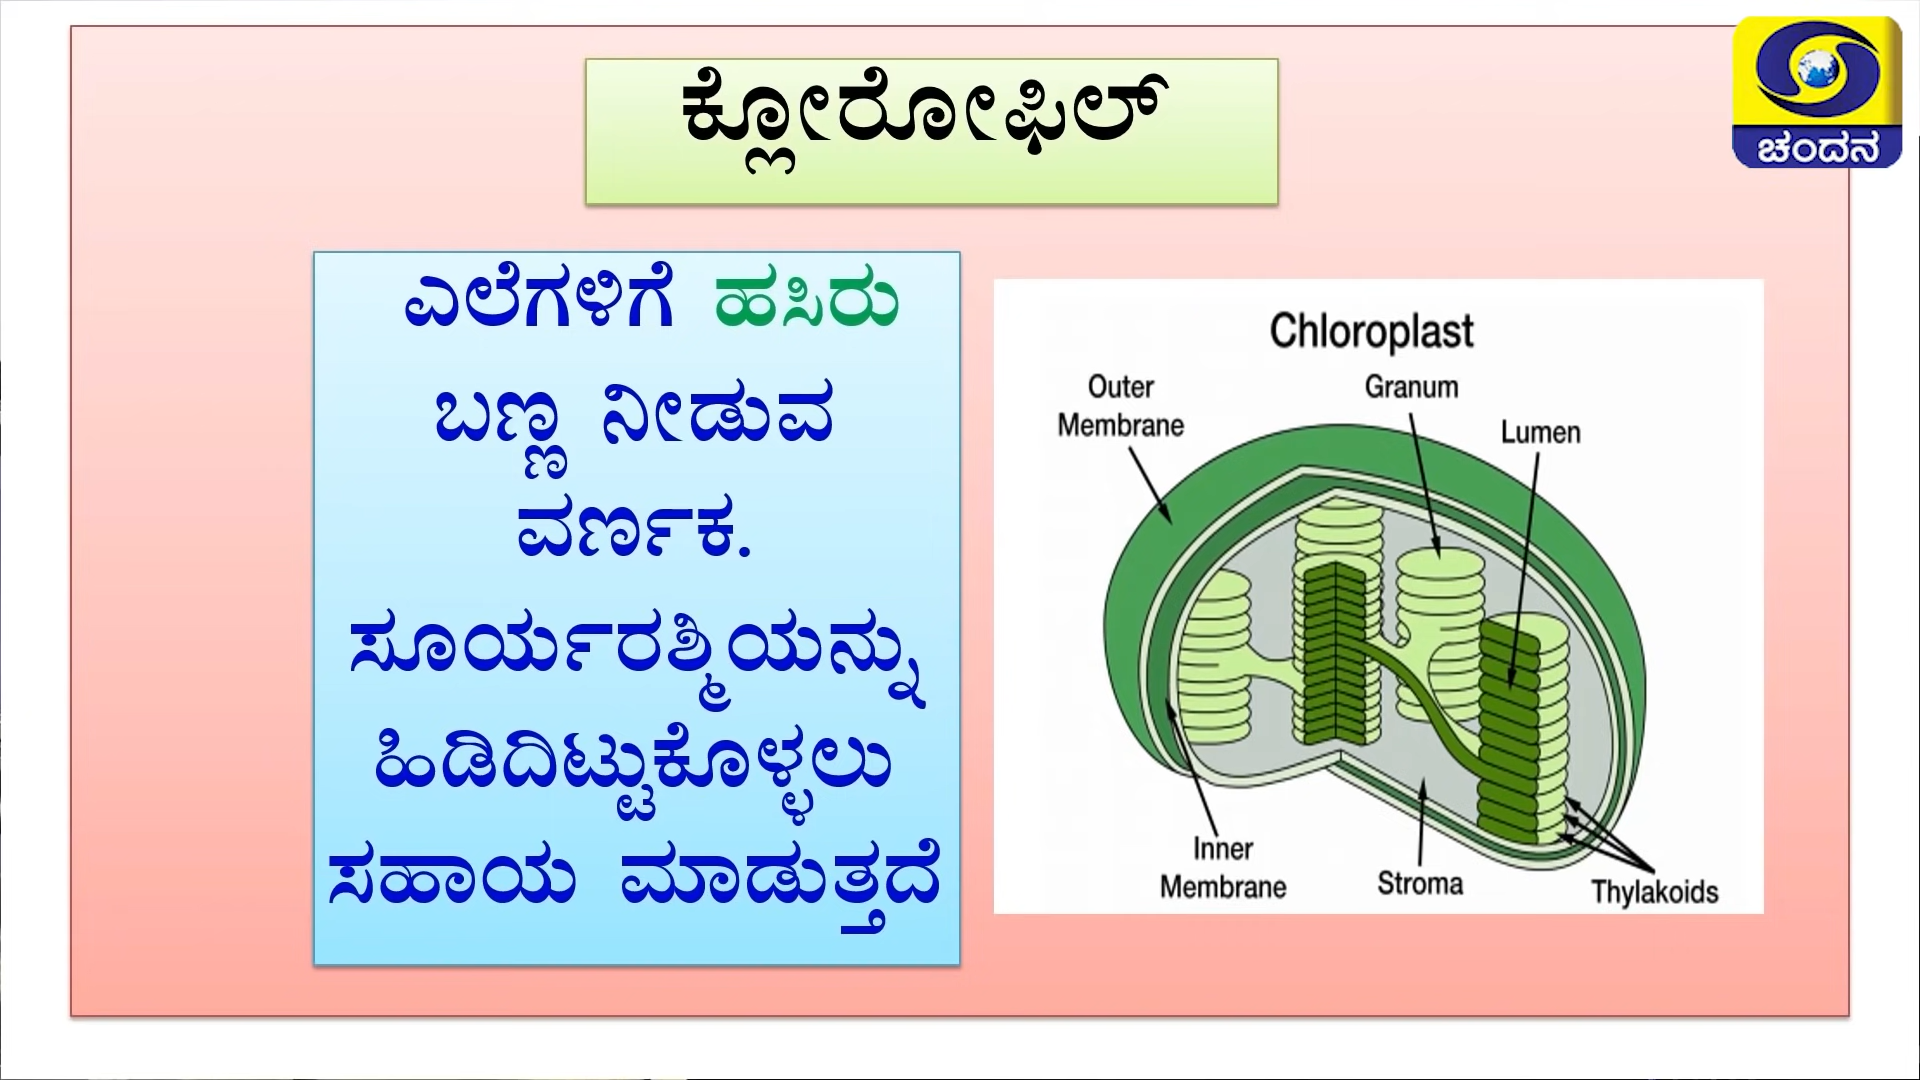 ಕ್ಲೋರೋಫಿಲ್
ಚಂದನ
ಎಲೆಗಳಿಗೆ ಹಸಿರು
ಬಣ್ಣ ನೀಡುವ
ವರ್ಣಕ.
ಸೂರ್ಯರಶ್ಮಿಯನ್ನು
ಹಿಡಿದಿಟ್ಟುಕೊಳ್ಳಲು
ಸಹಾಯ ಮಾಡುತ್ತದೆ
Chloroplast
Outer
Membrane
Granum
Lumen
Inner
Membrane
Stroma
Thylakoids